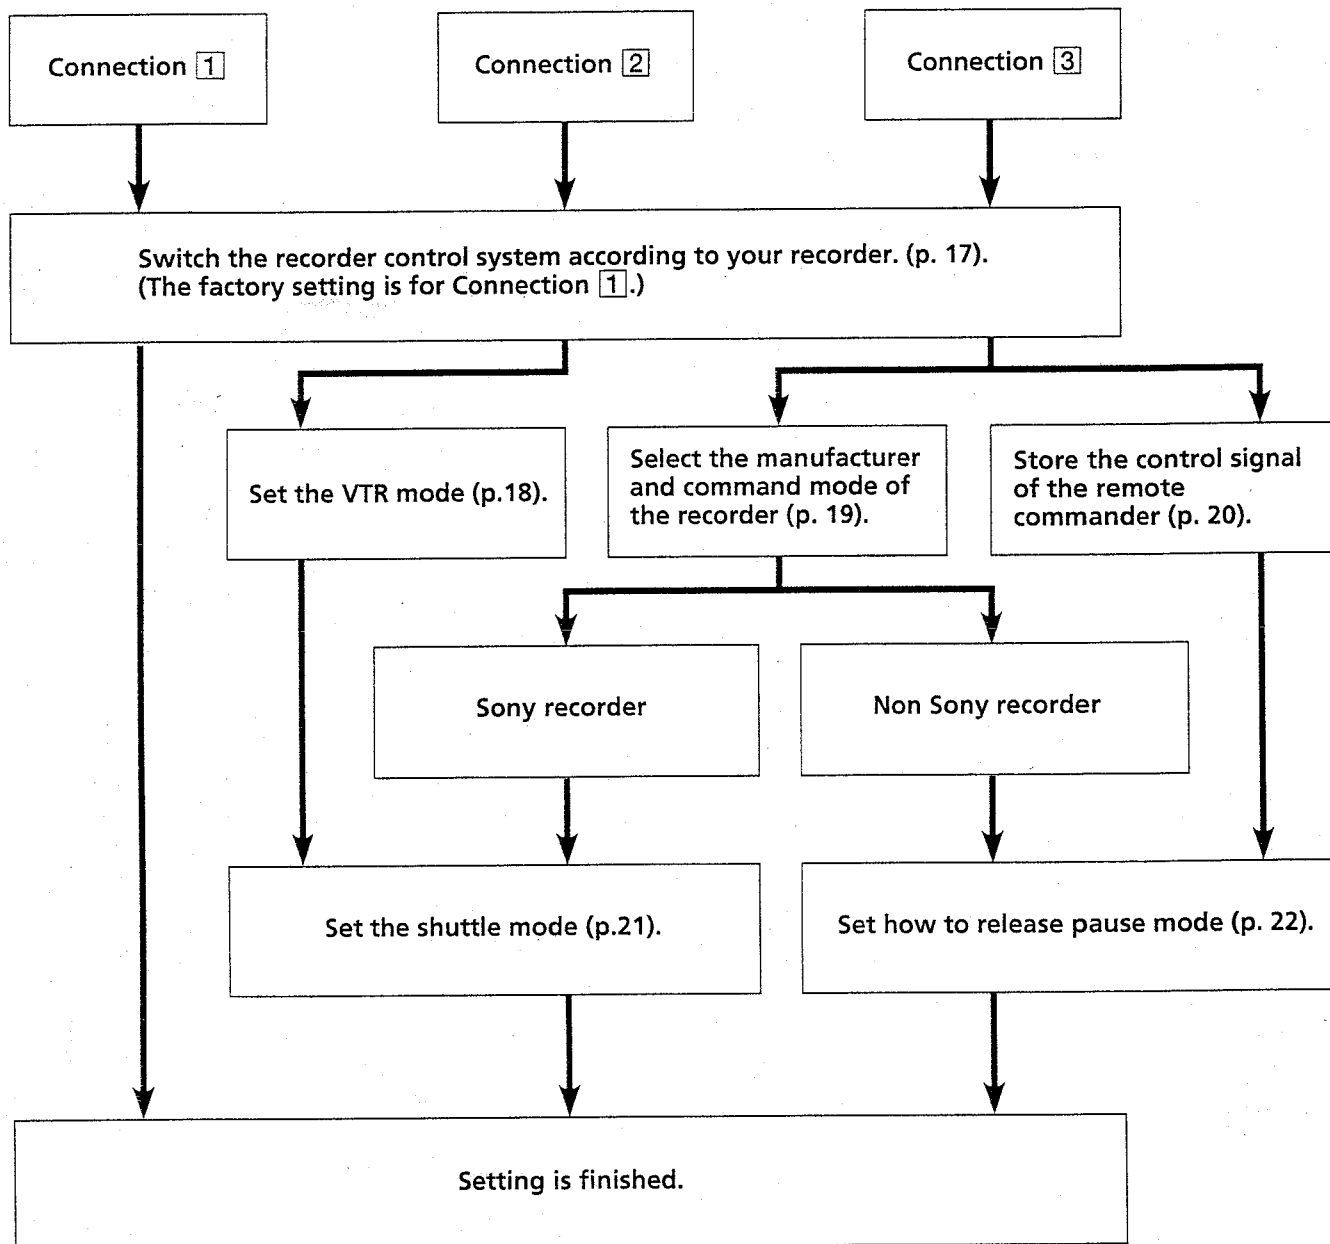 Connection 1
Connection 2
Connection 3
Switch the recorder control system according to your recorder. (p. 17).
(The factory setting is for Connection 1.)
Set the VTR mode (p.18).
Select the manufacturer
and command mode of
the recorder (p. 19).
Store the control signal
of the remote
commander (p. 20).
Sony recorder
Non Sony recorder
Set the shuttle mode (p.21).
Set how to release pause mode (p. 22).
Setting is finished.